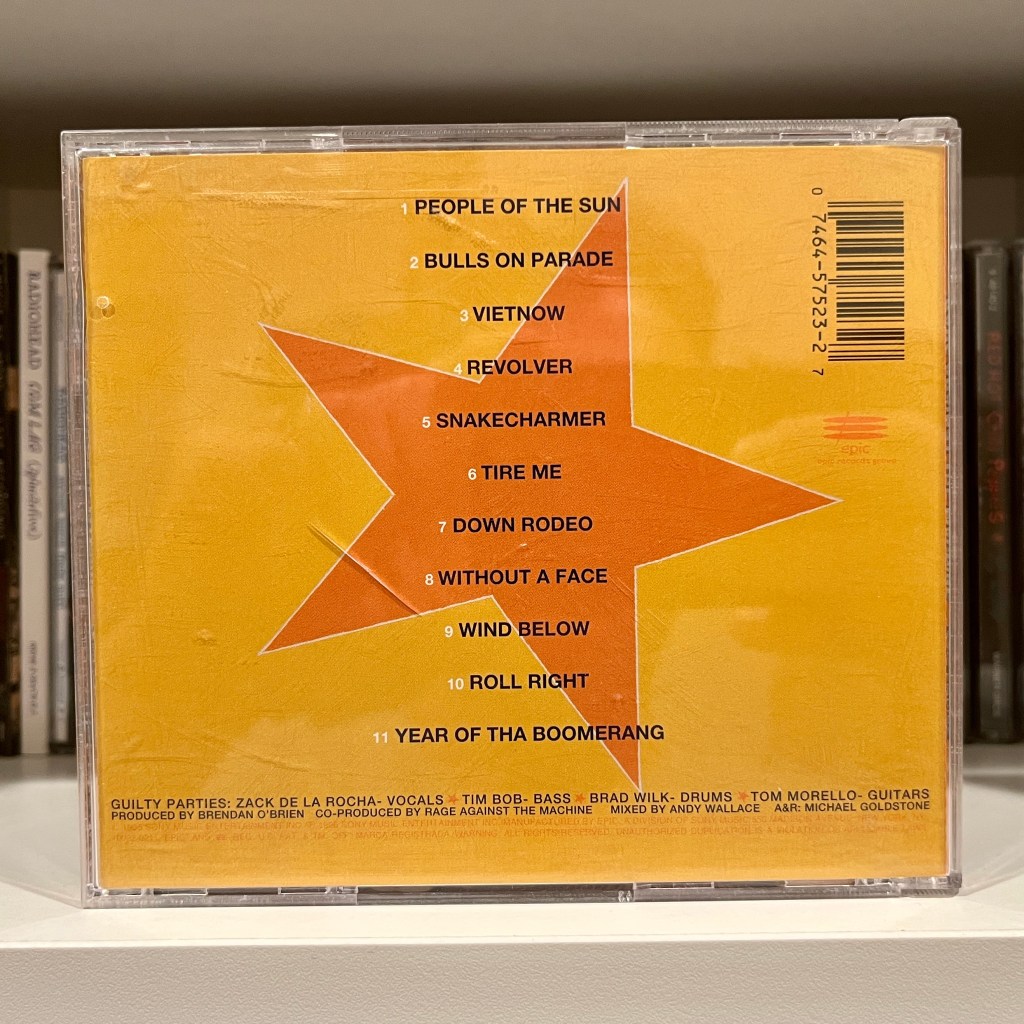 1 PEOPLE OF THE SUN
2 BULLS ON PARADE
3 VIETNOW
4 REVOLVER
5 SNAKECHARMER
6 TIRE ME
7 DOWN RODEO
8 WITHOUT A FACE
9 WIND BELOW
10 ROLL RIGHT
11 YEAR OF THA BOOMERANG
GUILTY PARTIES: ZACK DE LA ROCHA- VOCALS ★ TIM BOB- BASS ★ BRAD WILK- DRUMS ★ TOM MORELLO- GUITARS
PRODUCED BY BRENDAN O'BRIEN CO-PRODUCED BY RAGE AGAINST THE MACHINE MIXED BY ANDY WALLACE A&R: MICHAEL GOLDSTONE
0 7464-57523-2 7
epic
RADIOHEAD